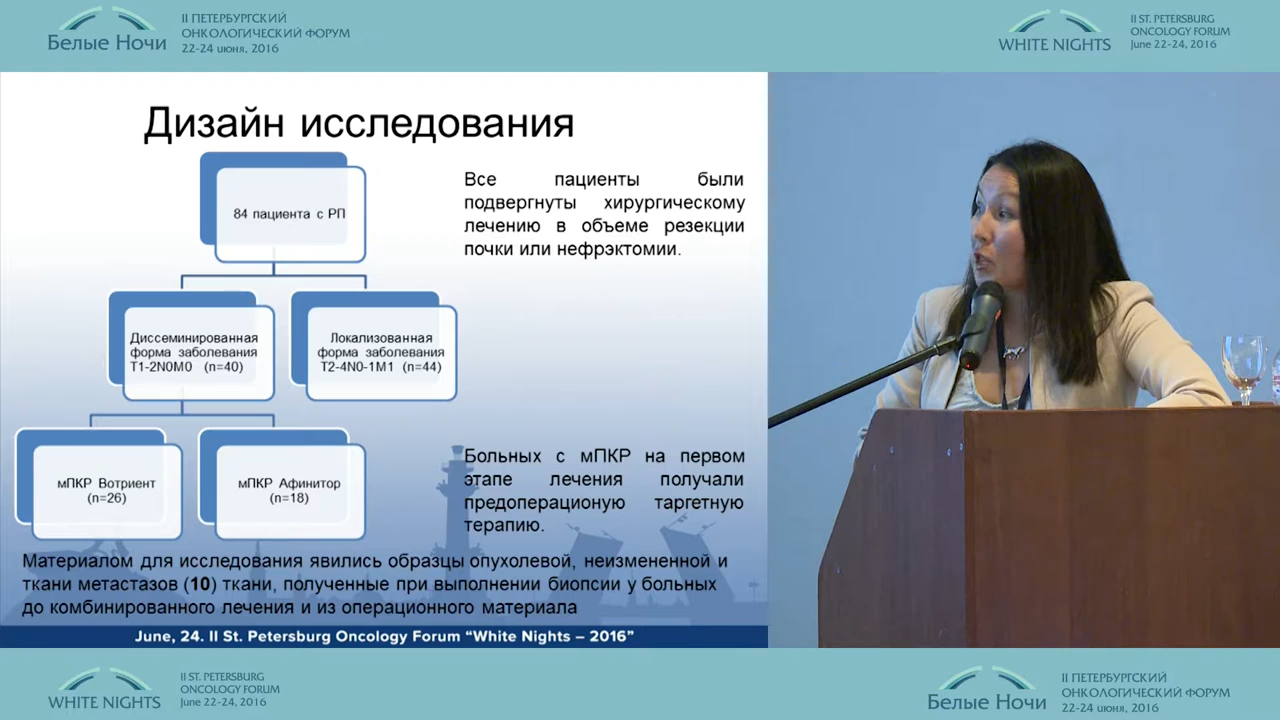 Белые Ночи
II ПЕТЕРБУРГСКИЙ
ОНКОЛОГИЧЕСКИЙ ФОРУМ
22-24 июня, 2016
WHITE NIGHTS
II ST. PETERSBURG
ONCOLOGY FORUM
June 22-24, 2016
Дизайн исследования
84 пациента с РП
Все пациенты были
подвергнуты хирургическому
лечению в объеме резекции
почки или нефрэктомии.
Диссеминированная
форма заболевания
T1-2N0M0 (n=40)
Локализованная
форма заболевания
T2-4N0-1M1 (n=44)
мПКР Вотриент
(n=26)
мПКР Афинитор
(n=18)
Больных с мПКР на первом
этапе лечения получали
предоперационую таргетную
терапию.
Материалом для исследования явились образцы опухолевой, неизмененной и
ткани метастазов (10) ткани, полученные при выполнении биопсии у больных
до комбинированного лечения и из операционного материала
June, 24. II St. Petersburg Oncology Forum “White Nights – 2016”
WHITE NIGHTS
II ST. PETERSBURG
ONCOLOGY FORUM
June 22-24, 2016
Белые Ночи
II ПЕТЕРБУРГСКИЙ
ОНКОЛОГИЧЕСКИЙ ФОРУМ
22-24 июня, 2016